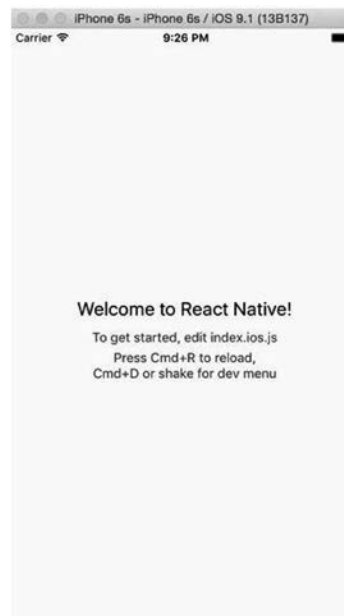 iPhone 6s - iPhone 6s / iOS 9.1 (13B137)
Carrier 9:26 PM
Welcome to React Native!
To get started, edit index.ios.js
Press Cmd+R to reload,
Cmd+D or shake for dev menu